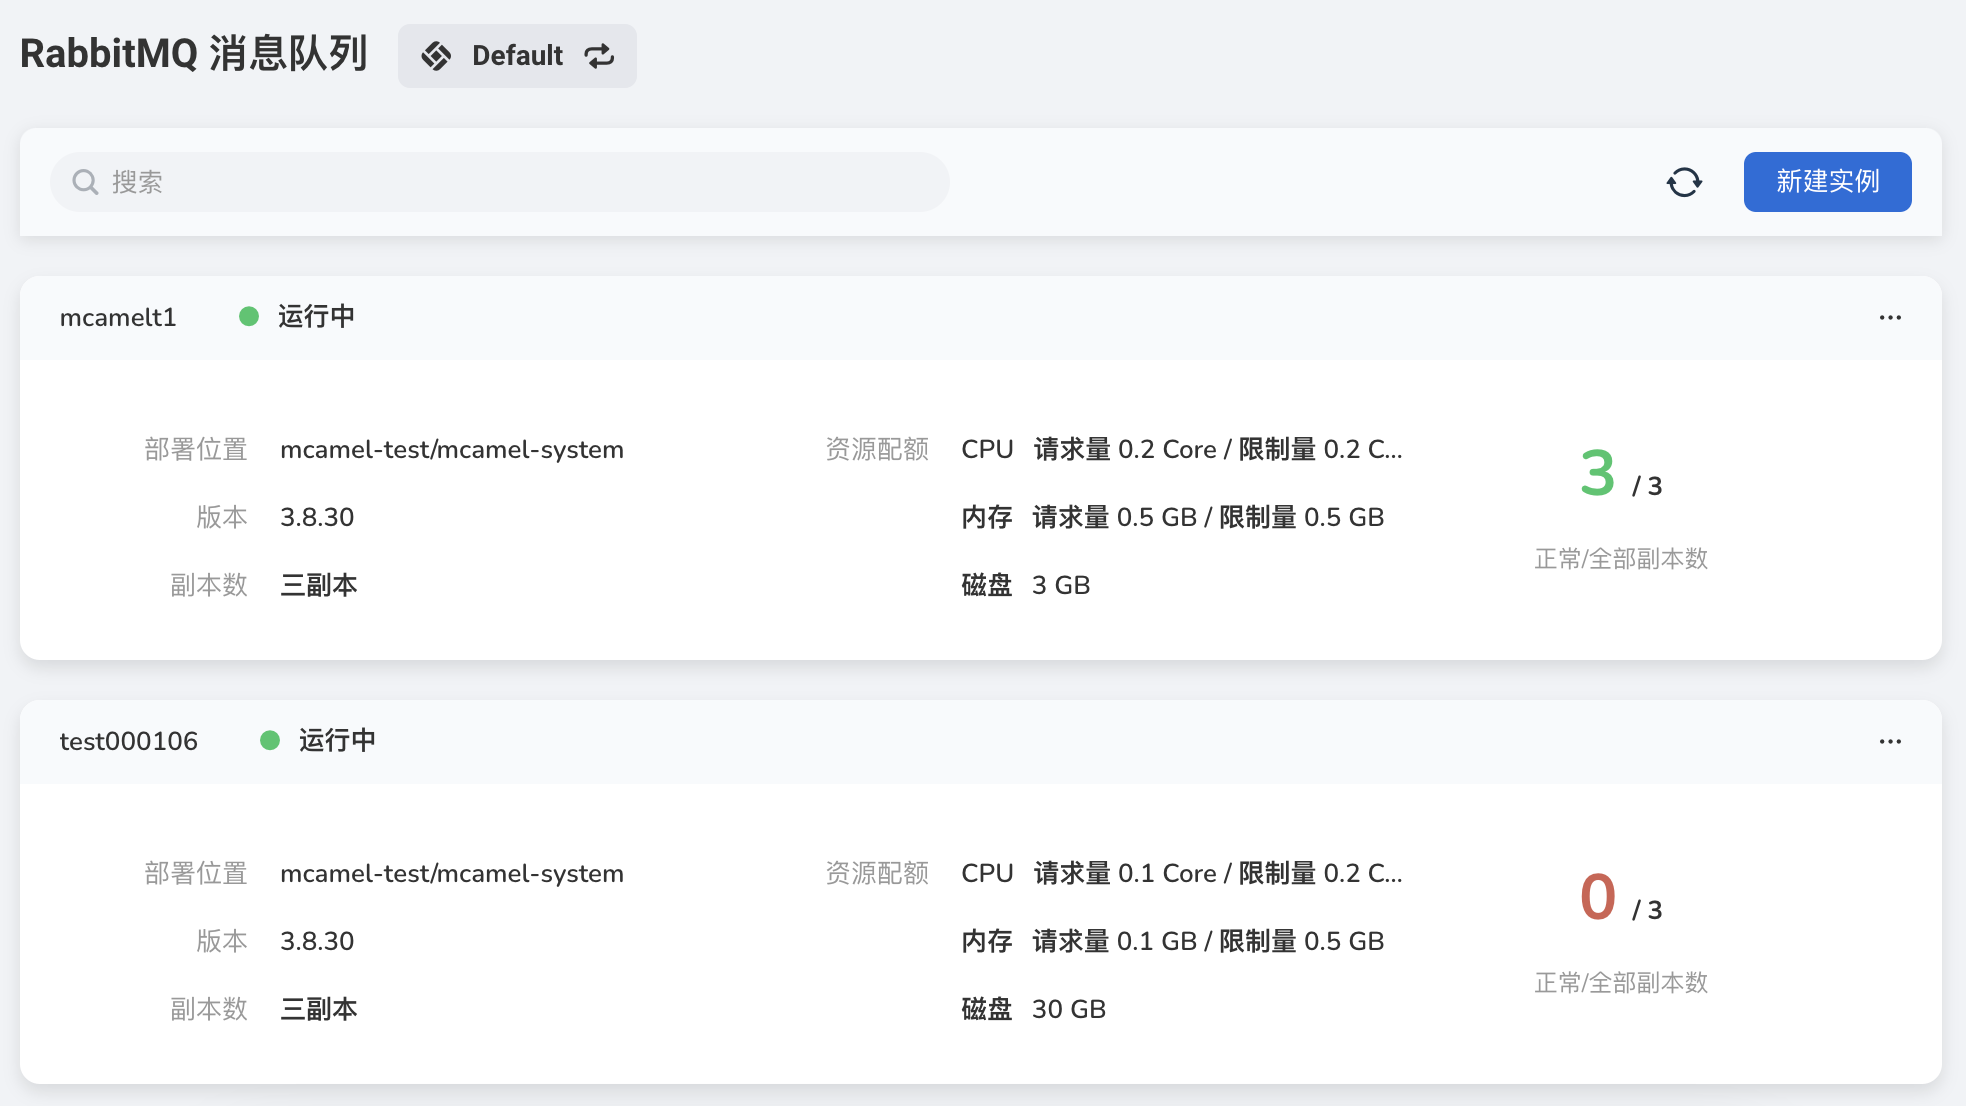 RabbitMQ 消息队列 Default
搜索 新建实例
mcamelt1 运行中 ...
部署位置 mcamel-test/mcamel-system 资源配额 CPU 请求量 0.2 Core / 限制量 0.2 C...
3 / 3
版本 3.8.30 内存 请求量 0.5 GB / 限制量 0.5 GB
正常/全部副本数
副本数 三副本 磁盘 3 GB
test000106 运行中 ...
部署位置 mcamel-test/mcamel-system 资源配额 CPU 请求量 0.1 Core / 限制量 0.2 C...
0 / 3
版本 3.8.30 内存 请求量 0.1 GB / 限制量 0.5 GB
正常/全部副本数
副本数 三副本 磁盘 30 GB